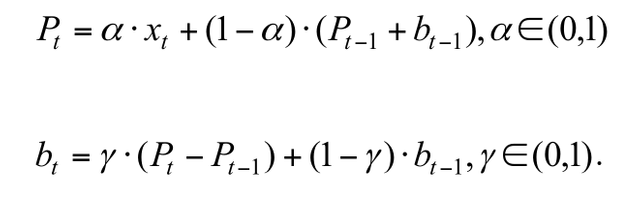 P_t = α · x_t + (1 − α) · (P_{t−1} + b_{t−1}), α ∈ (0,1)
b_t = γ · (P_t − P_{t−1}) + (1 − γ) · b_{t−1}, γ ∈ (0,1).